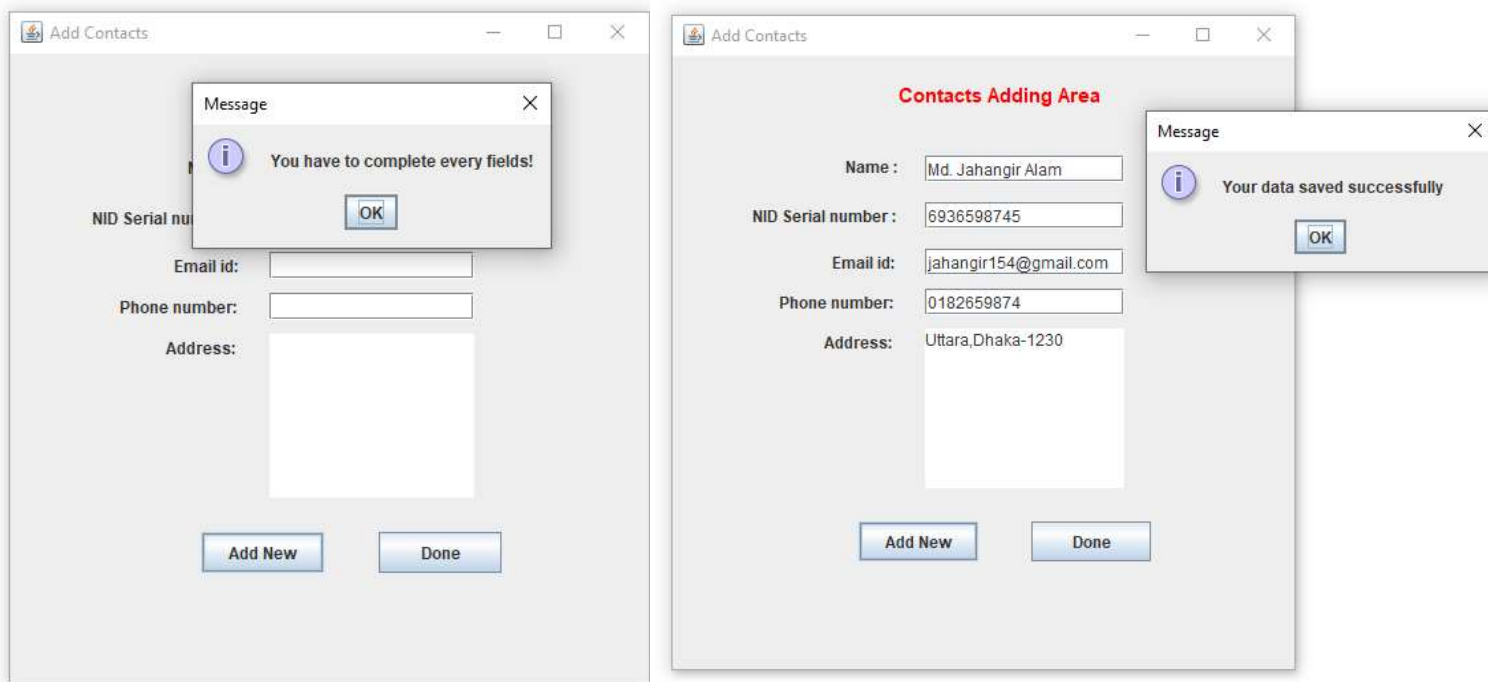 Add Contacts
Message
You have to complete every fields!
OK
NID Serial nu
Email id:
Phone number:
Address:
Add New
Done
Add Contacts
Contacts Adding Area
Message
Your data saved successfully
OK
Name : Md. Jahangir Alam
NID Serial number : 6936598745
Email id: jahangir154@gmail.com
Phone number: 0182659874
Address: Uttara,Dhaka-1230
Add New
Done